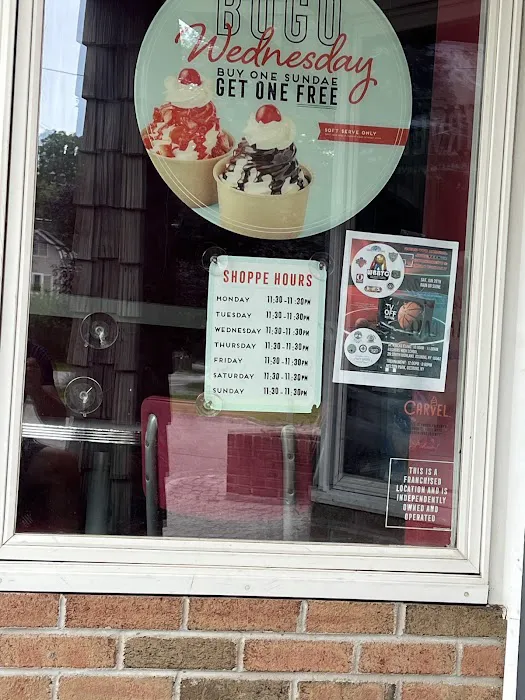 BOGO
Wednesday
BUY ONE SUNDAE
GET ONE FREE
SOFT SERVE ONLY
SHOPPE HOURS
MONDAY 11:30-11:30PM
TUESDAY 11:30-11:30PM
WEDNESDAY 11:30-11:30PM
THURSDAY 11:30-11:30PM
FRIDAY 11:30-11:30PM
SATURDAY 11:30-11:30PM
SUNDAY 11:30-11:30PM
OFF
CARVEL
THIS IS A
FRANCHISED
LOCATION AND IS
INDEPENDENTLY
OWNED AND
OPERATED